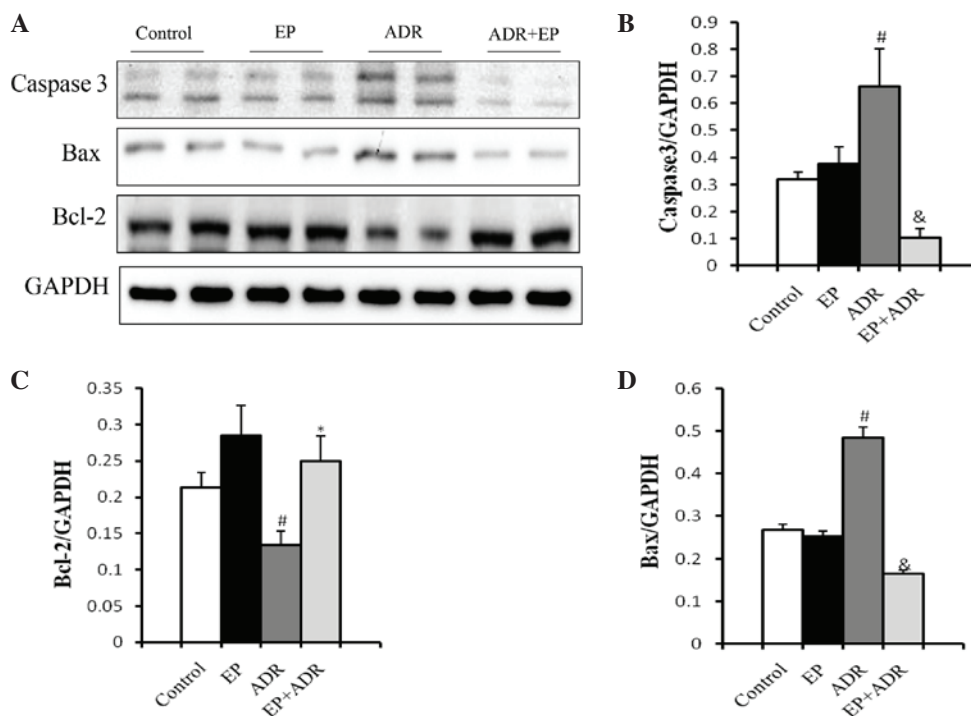 A
Control EP ADR ADR+EP
Caspase 3
Bax
Bcl-2
GAPDH
B
Caspase3/GAPDH
0.9
0.8
0.7
0.6
0.5
0.4
0.3
0.2
0.1
0
#
&
Control EP ADR EP+ADR
C
Bcl-2/GAPDH
0.35
0.3
0.25
0.2
0.15
0.1
0.05
0
#
*
Control EP ADR EP+ADR
D
Bax/GAPDH
0.6
0.5
0.4
0.3
0.2
0.1
0
#
&
Control EP ADR EP+ADR